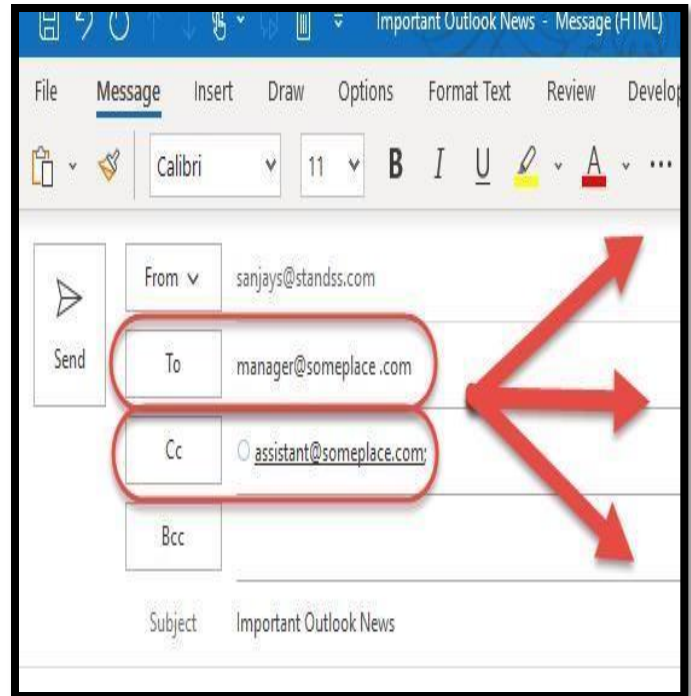 Important Outlook News - Message (HTML)
File Message Insert Draw Options Format Text Review Develop
Calibri 11 B I U A ...
From sanjays@standss.com
Send To manager@someplace .com
Cc assistant@someplace.com;
Bcc
Subject Important Outlook News